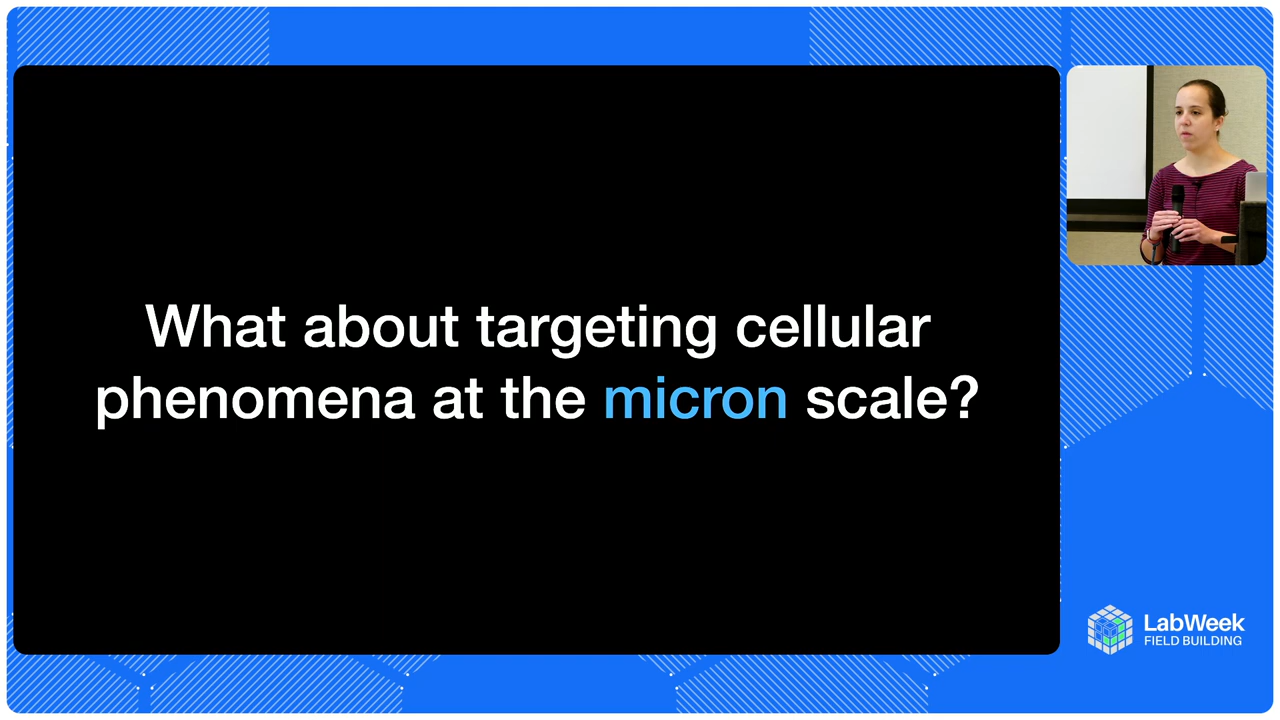 What about targeting cellular
phenomena at the micron scale?
LabWeek
FIELD BUILDING